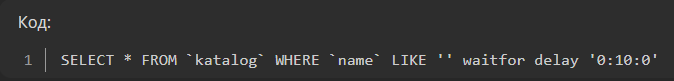 Код:
1 SELECT * FROM `katalog` WHERE `name` LIKE '' waitfor delay '0:10:0'